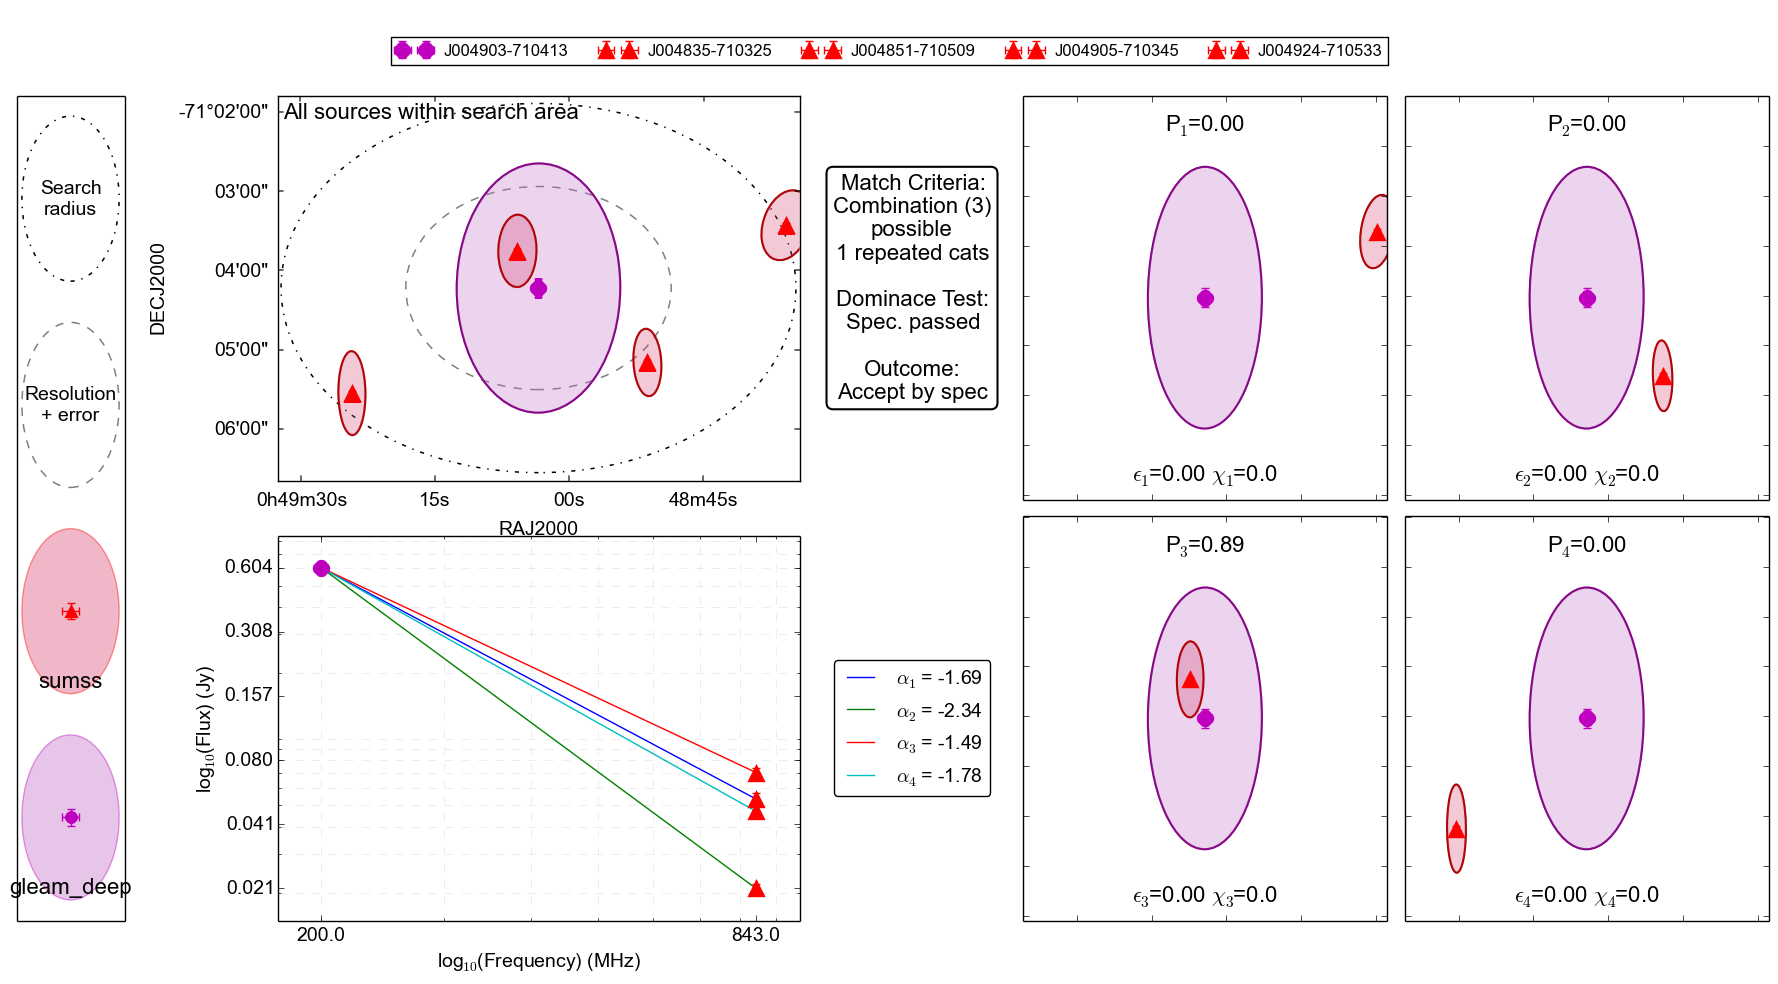 J004903-710413 J004835-710325 J004851-710509 J004905-710345 J004924-710533
Search
radius
Resolution
+ error
sumss
gleam_deep
All sources within search area
-71°02'00"
03'00"
04'00"
05'00"
06'00"
DECJ2000
0h49m30s 15s 00s 48m45s
RAJ2000
Match Criteria:
Combination (3)
possible
1 repeated cats
Dominace Test:
Spec. passed
Outcome:
Accept by spec
0.604
0.308
0.157
0.080
0.041
0.021
log10(Flux) (Jy)
200.0 843.0
log10(Frequency) (MHz)
α1 = -1.69
α2 = -2.34
α3 = -1.49
α4 = -1.78
P1=0.00
ϵ1=0.00 χ1=0.0
P2=0.00
ϵ2=0.00 χ2=0.0
P3=0.89
ϵ3=0.00 χ3=0.0
P4=0.00
ϵ4=0.00 χ4=0.0